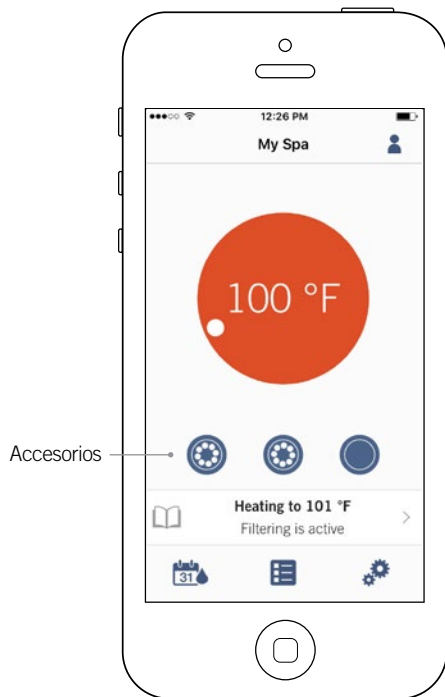 12:26 PM
My Spa
100 °F
Accesorios
Heating to 101 °F
Filtering is active
31